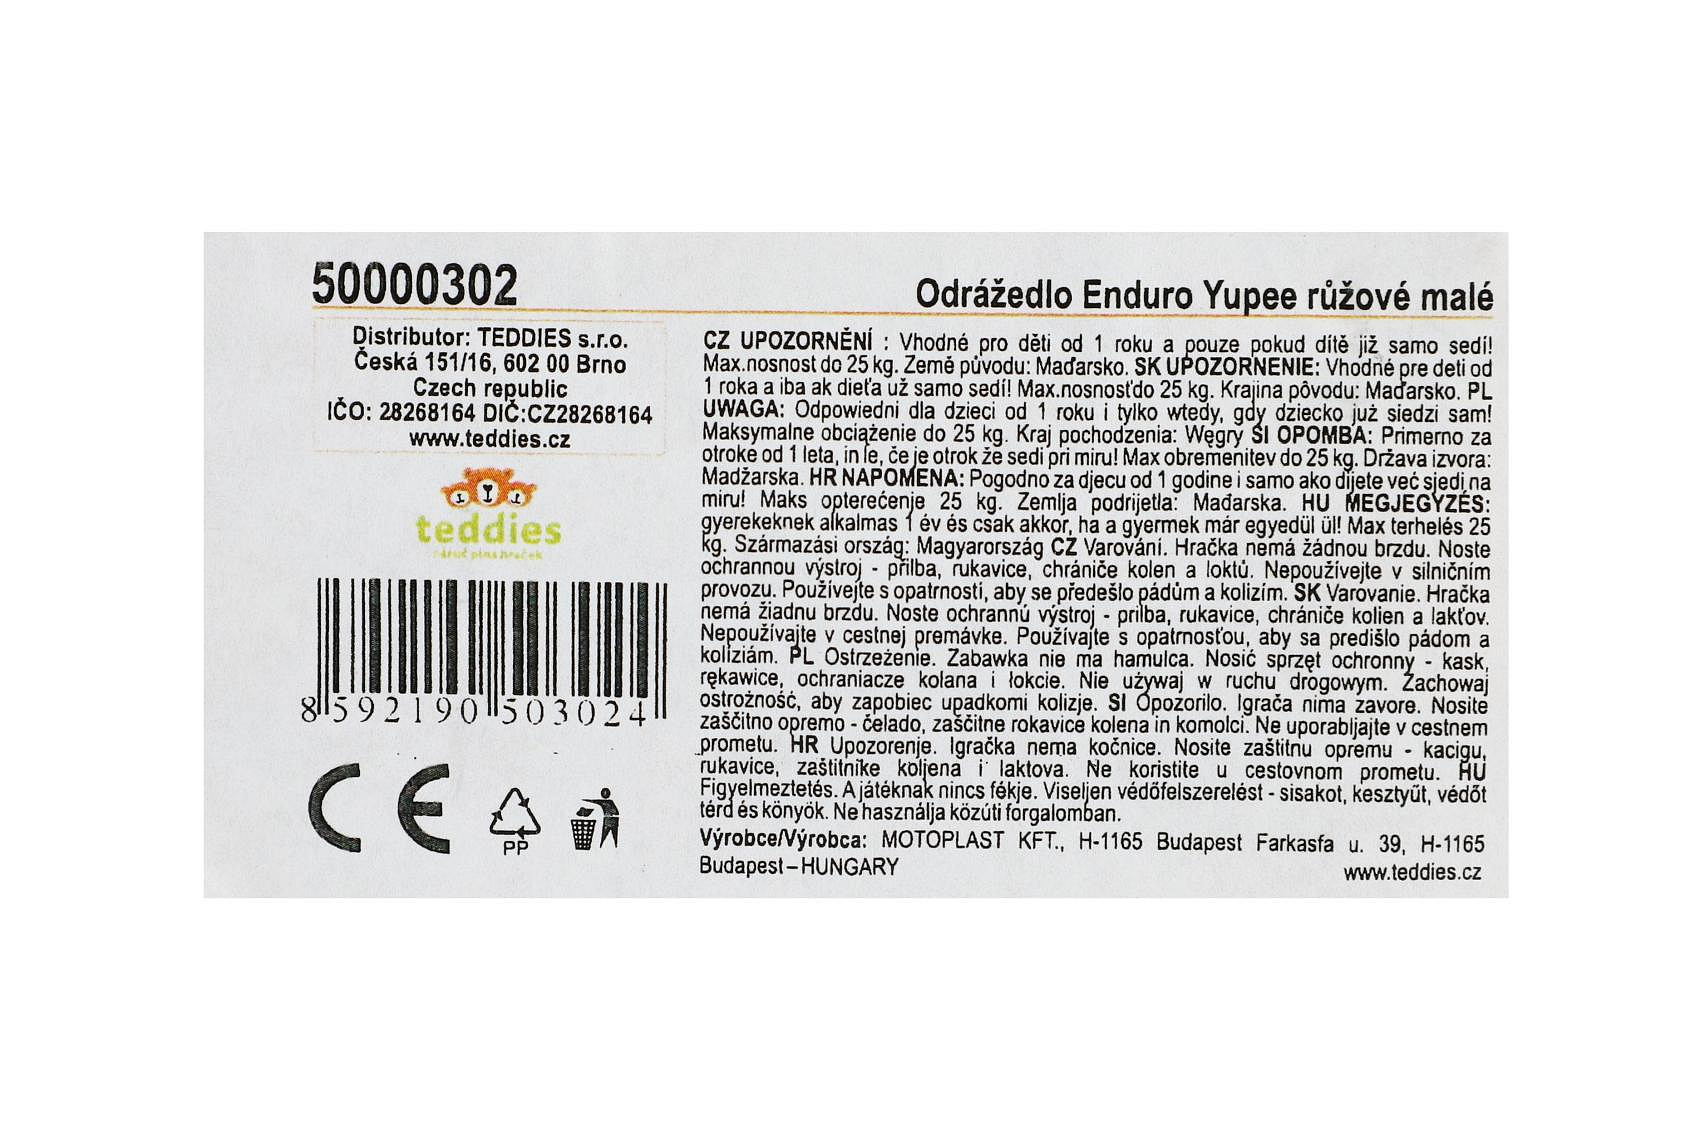 50000302
Odrážedlo Enduro Yupee růžové malé
Distributor: TEDDIES s.r.o.
Česká 151/16, 602 00 Brno
Czech republic
IČO: 28268164 DIČ:CZ28268164
www.teddies.cz
teddies
náruč plná hraček
8 592190 503024
CE
PP
CZ UPOZORNĚNÍ : Vhodné pro děti od 1 roku a pouze pokud dítě již samo sedí!
Max.nosnost do 25 kg. Země původu: Maďarsko. SK UPOZORNENIE: Vhodné pre deti od
1 roka a iba ak dieťa už samo sedí! Max.nosnosťdo 25 kg. Krajina pôvodu: Maďarsko. PL
UWAGA: Odpowiedni dla dzieci od 1 roku i tylko wtedy, gdy dziecko już siedzi sam!
Maksymalne obciążenie do 25 kg. Kraj pochodzenia: Węgry SI OPOMBA: Primerno za
otroke od 1 leta, in le, če je otrok že sedi pri miru! Max obremenitev do 25 kg. Država izvora:
Madžarska. HR NAPOMENA: Pogodno za djecu od 1 godine i samo ako dijete već sjedi na
miru! Maks opterećenje 25 kg. Zemlja podrijetla: Mađarska. HU MEGJEGYZÉS:
gyerekeknek alkalmas 1 év és csak akkor, ha a gyermek már egyedül ül! Max terhelés 25
kg. Származási ország: Magyarország CZ Varování. Hračka nemá žádnou brzdu. Noste
ochrannou výstroj - přilba, rukavice, chrániče kolen a loktů. Nepoužívejte v silničním
provozu. Používejte s opatrností, aby se předešlo pádům a kolizím. SK Varovanie. Hračka
nemá žiadnu brzdu. Noste ochrannú výstroj - prilba, rukavice, chrániče kolien a lakťov.
Nepoužívajte v cestnej premávke. Používajte s opatrnosťou, aby sa predišlo pádom a
kolíziám. PL Ostrzeżenie. Zabawka nie ma hamulca. Nosić sprzęt ochronny - kask,
rękawice, ochraniacze kolana i łokcie. Nie używaj w ruchu drogowym. Zachowaj
ostrożność, aby zapobiec upadkomi kolizje. SI Opozorilo. Igrača nima zavore. Nosite
zaščitno opremo - čelado, zaščitne rokavice kolena in komolci. Ne uporabljajte v cestnem
prometu. HR Upozorenje. Igračka nema kočnice. Nosite zaštitnu opremu - kacigu,
rukavice, zaštitnike koljena i laktova. Ne koristite u cestovnom prometu. HU
Figyelmeztetés. A játéknak nincs fékje. Viseljen védőfelszerelést - sisakot, kesztyűt, védőt
térd és könyök. Ne használja közúti forgalomban.
Výrobce/Výrobca: MOTOPLAST KFT., H-1165 Budapest Farkasfa u. 39, H-1165
Budapest – HUNGARY
www.teddies.cz